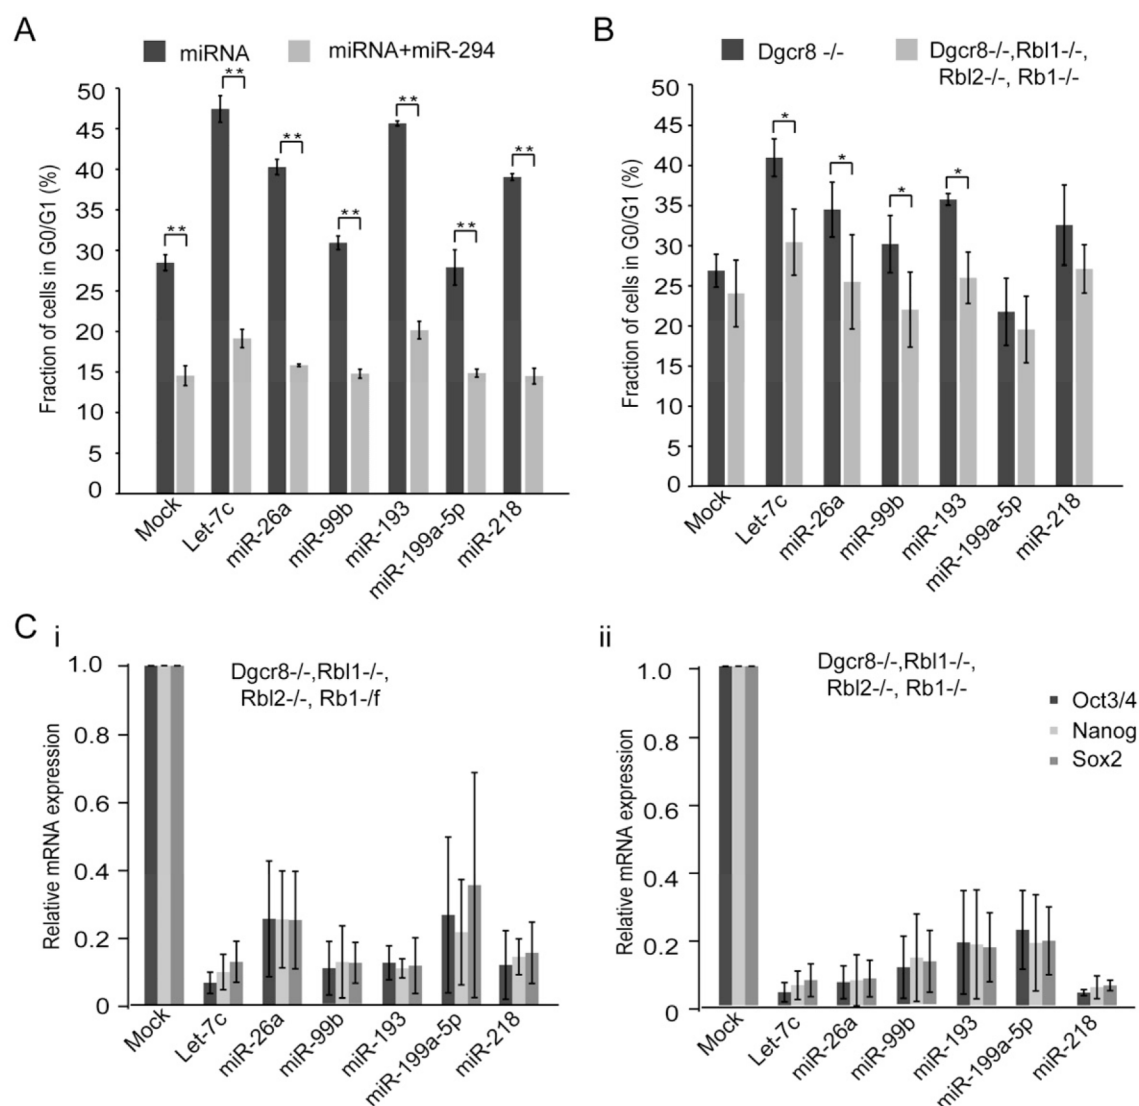 A
miRNA
miRNA+miR-294
Fraction of cells in G0/G1 (%)
50
45
40
35
30
25
20
15
10
5
0
**
**
**
**
**
**
**
Mock
Let-7c
miR-26a
miR-99b
miR-193
miR-199a-5p
miR-218
B
Dgcr8 -/-
Dgcr8-/-,Rbl1-/-,
Rbl2-/-, Rb1-/-
Fraction of cells in G0/G1 (%)
50
45
40
35
30
25
20
15
10
5
0
*
*
*
*
Mock
Let-7c
miR-26a
miR-99b
miR-193
miR-199a-5p
miR-218
C
i
Dgcr8-/-,Rbl1-/-,
Rbl2-/-, Rb1-/f
Relative mRNA expression
1.0
0.8
0.6
0.4
0.2
0
Mock
Let-7c
miR-26a
miR-99b
miR-193
miR-199a-5p
miR-218
ii
Dgcr8-/-,Rbl1-/-,
Rbl2-/-, Rb1-/-
Oct3/4
Nanog
Sox2
Relative mRNA expression
1.0
0.8
0.6
0.4
0.2
0
Mock
Let-7c
miR-26a
miR-99b
miR-193
miR-199a-5p
miR-218